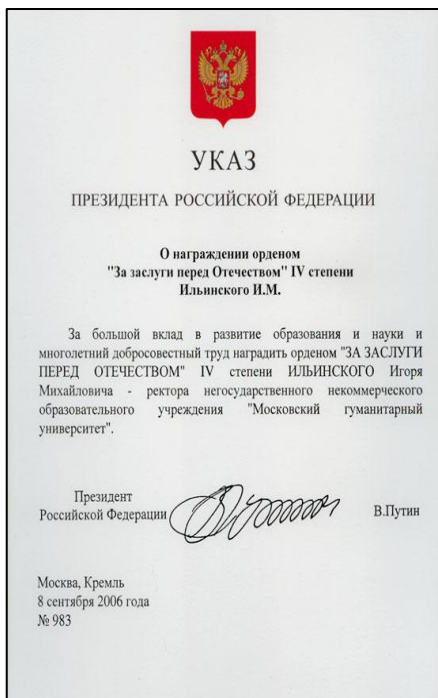 УКАЗ
ПРЕЗИДЕНТА РОССИЙСКОЙ ФЕДЕРАЦИИ
О награждении орденом
"За заслуги перед Отечеством" IV степени
Ильинского И.М.
За большой вклад в развитие образования и науки и
многолетний добросовестный труд наградить орденом "ЗА ЗАСЛУГИ
ПЕРЕД ОТЕЧЕСТВОМ" IV степени ИЛЬИНСКОГО Игоря
Михайловича - ректора негосударственного некоммерческого
образовательного учреждения "Московский гуманитарный
университет".
Президент
Российской Федерации
В.Путин
Москва, Кремль
8 сентября 2006 года
№ 983